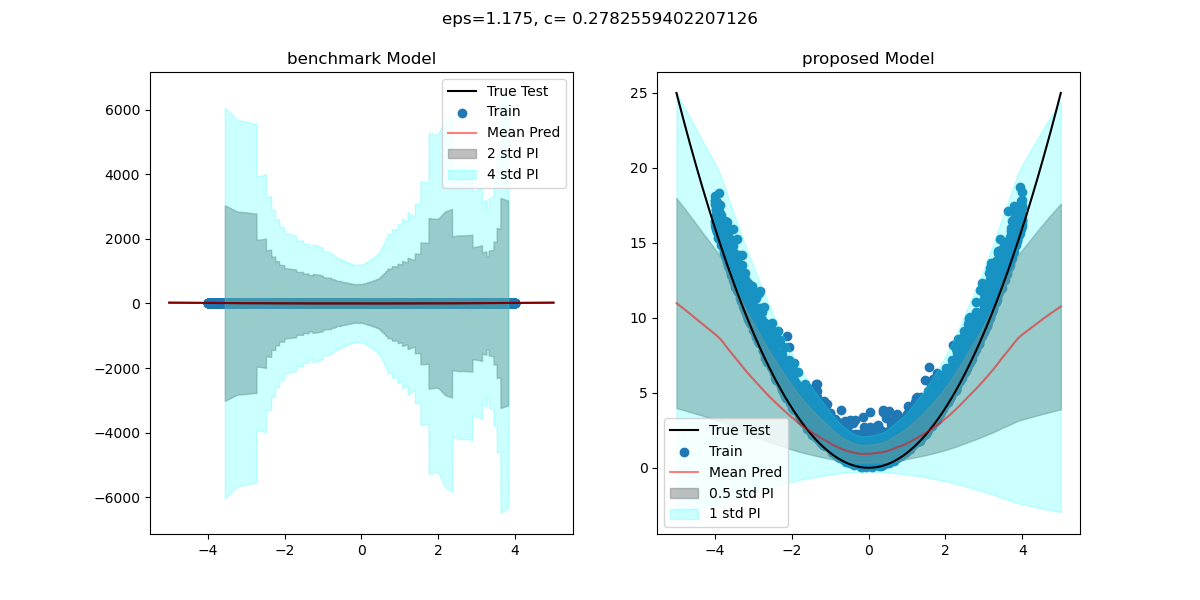 eps=1.175, c= 0.2782559402207126
benchmark Model
6000
4000
2000
0
−2000
−4000
−6000
−4
−2
0
2
4
True Test
Train
Mean Pred
2 std PI
4 std PI
proposed Model
25
20
15
10
5
0
−4
−2
0
2
4
True Test
Train
Mean Pred
0.5 std PI
1 std PI